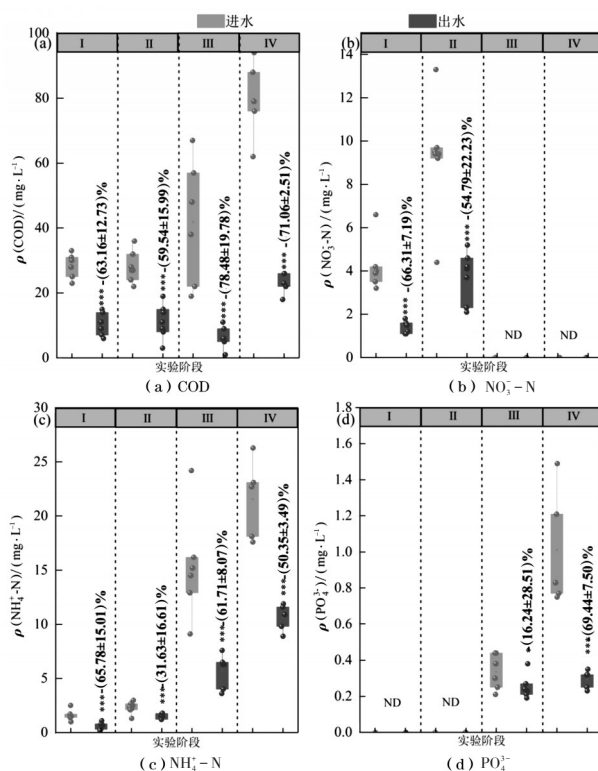 进水 出水
(a) I II III IV
100
80
60
40
20
0
ρ(COD)/(mg·L⁻¹)
***-(63.16±12.73)%
***-(59.54±15.99)%
***-(78.48±19.78)%
***-(71.06±2.51)%
实验阶段
(a) COD
(b) I II III IV
14
12
10
8
6
4
2
0
ρ(NO₃⁻-N)/(mg·L⁻¹)
***-(66.31±7.19)%
***-(54.79±22.23)%
ND ND
实验阶段
(b) NO₃⁻-N
(c) I II III IV
30
25
20
15
10
5
0
ρ(NH₄⁺-N)/(mg·L⁻¹)
***-(65.78±15.01)%
***-(31.63±16.61)%
***-(61.71±8.07)%
***-(50.35±3.49)%
实验阶段
(c) NH₄⁺-N
(d) I II III IV
1.8
1.6
1.4
1.2
1.0
0.8
0.6
0.4
0.2
0.0
ρ(PO₄³⁻)/(mg·L⁻¹)
ND ND
*-(16.24±28.51)%
***-(69.44±7.50)%
实验阶段
(d) PO₄³⁻